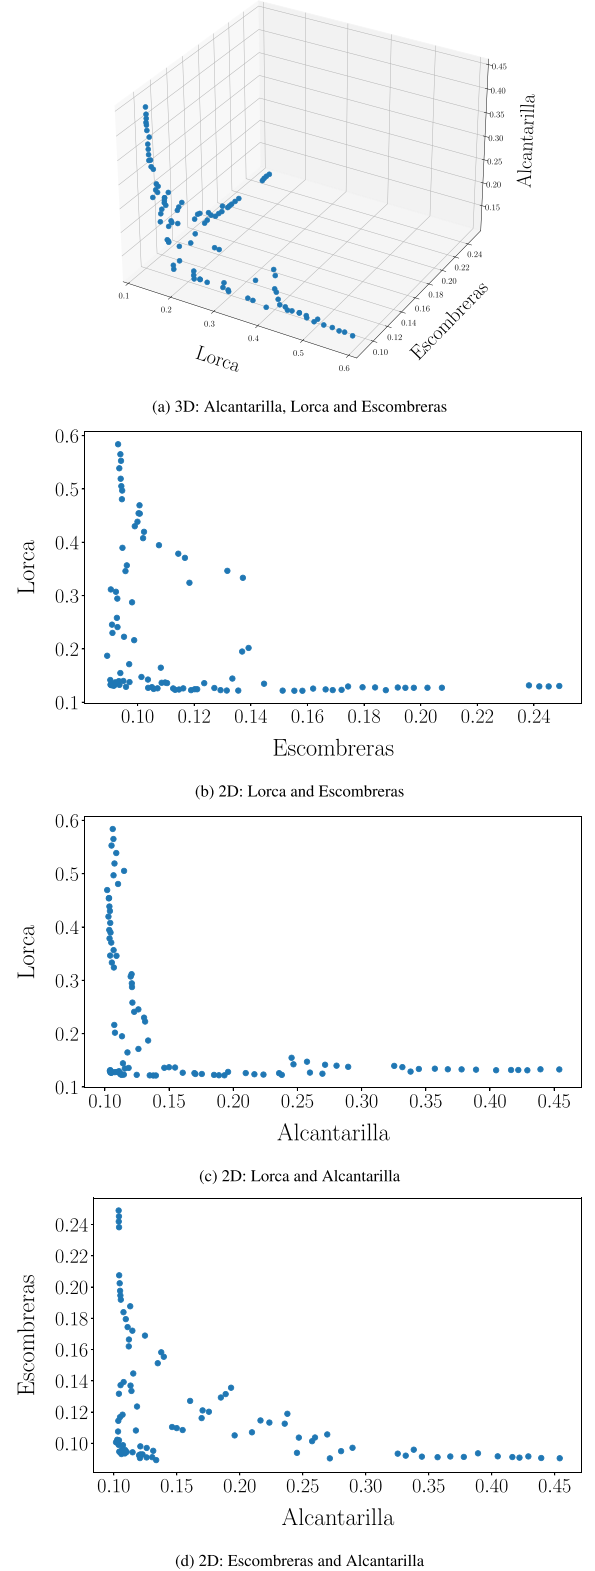 0.45
0.40
0.35
0.30
0.25
0.20
0.15
Alcantarilla
0.24
0.22
0.20
0.18
0.16
0.14
0.12
0.10
Escombreras
0.1
0.2
0.3
0.4
0.5
0.6
Lorca
(a) 3D: Alcantarilla, Lorca and Escombreras
0.6
0.5
0.4
0.3
0.2
0.1
Lorca
0.10 0.12 0.14 0.16 0.18 0.20 0.22 0.24
Escombreras
(b) 2D: Lorca and Escombreras
0.6
0.5
0.4
0.3
0.2
0.1
Lorca
0.10 0.15 0.20 0.25 0.30 0.35 0.40 0.45
Alcantarilla
(c) 2D: Lorca and Alcantarilla
0.24
0.22
0.20
0.18
0.16
0.14
0.12
0.10
Escombreras
0.10 0.15 0.20 0.25 0.30 0.35 0.40 0.45
Alcantarilla
(d) 2D: Escombreras and Alcantarilla